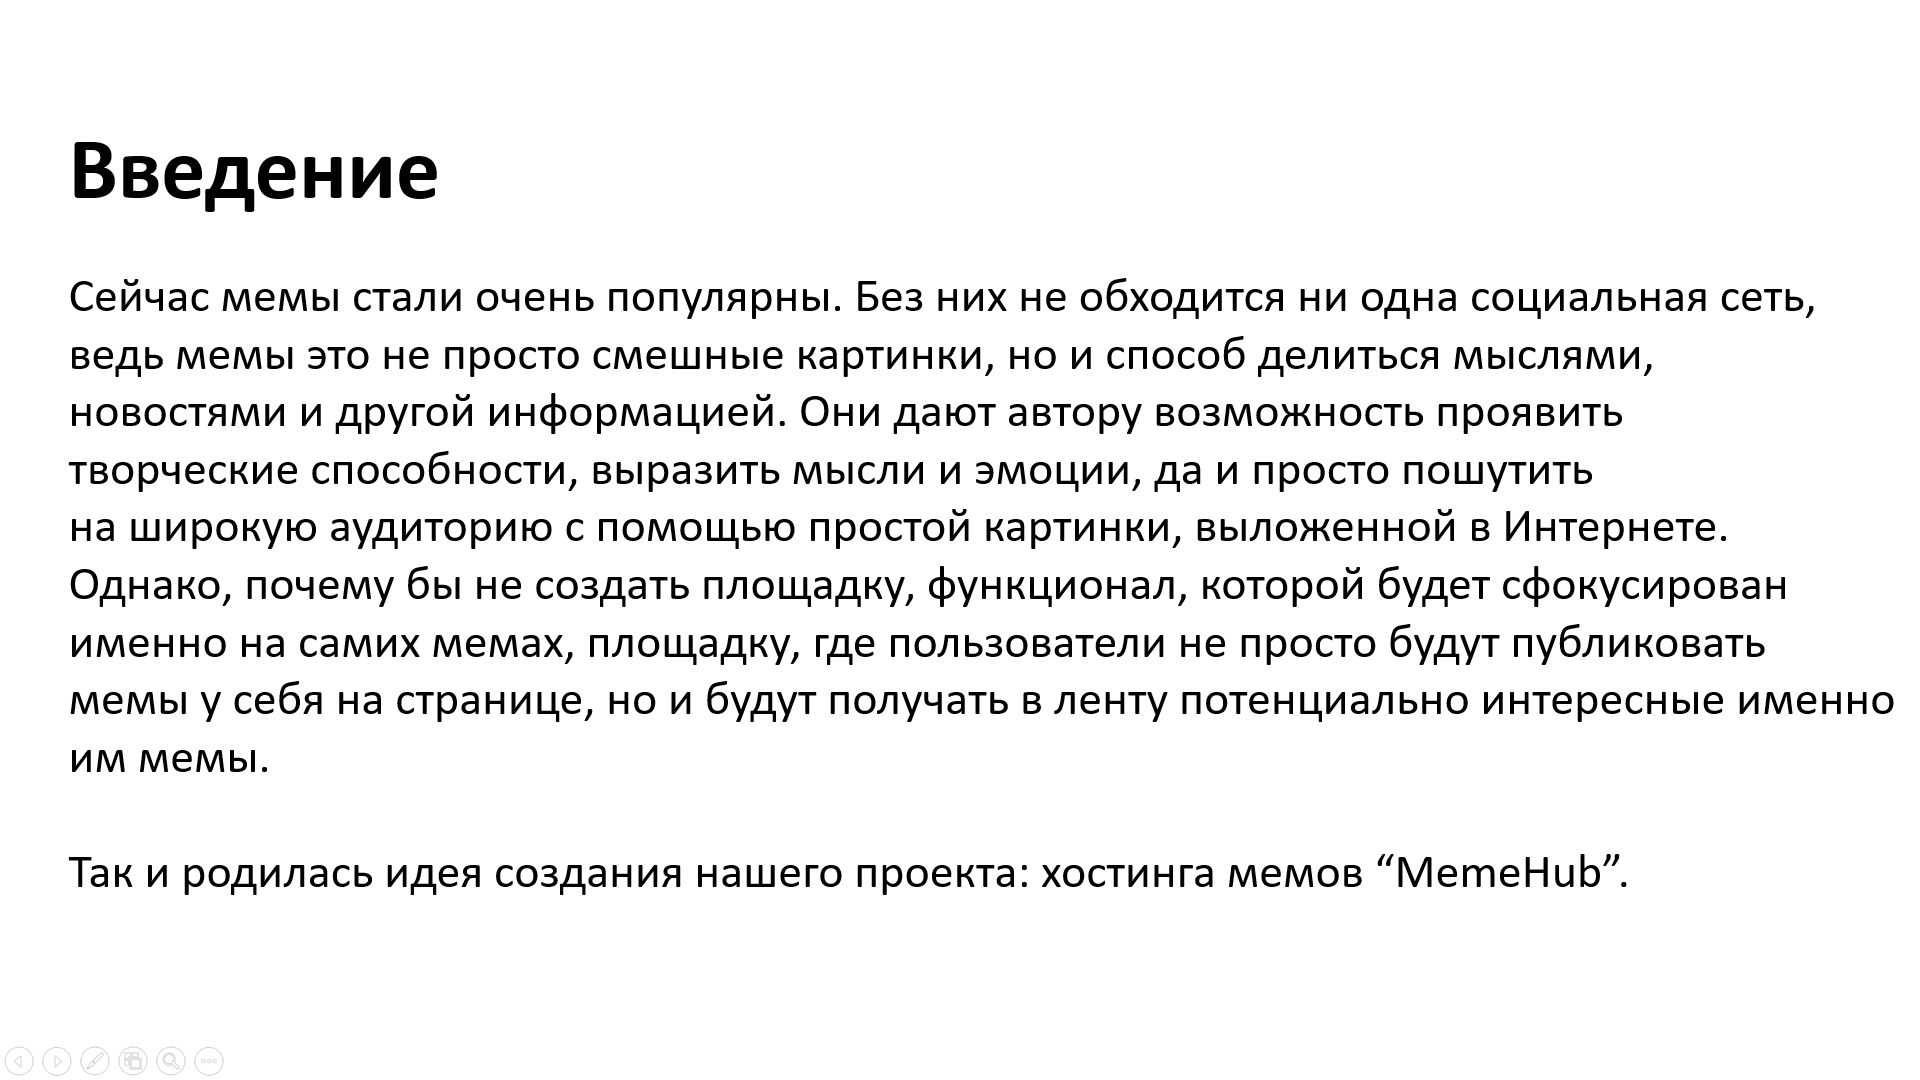 Введение
Сейчас мемы стали очень популярны. Без них не обходится ни одна социальная сеть,
ведь мемы это не просто смешные картинки, но и способ делиться мыслями,
новостями и другой информацией. Они дают автору возможность проявить
творческие способности, выразить мысли и эмоции, да и просто пошутить
на широкую аудиторию с помощью простой картинки, выложенной в Интернете.
Однако, почему бы не создать площадку, функционал, которой будет сфокусирован
именно на самих мемах, площадку, где пользователи не просто будут публиковать
мемы у себя на странице, но и будут получать в ленту потенциально интересные именно
им мемы.
Так и родилась идея создания нашего проекта: хостинга мемов “MemeHub”.